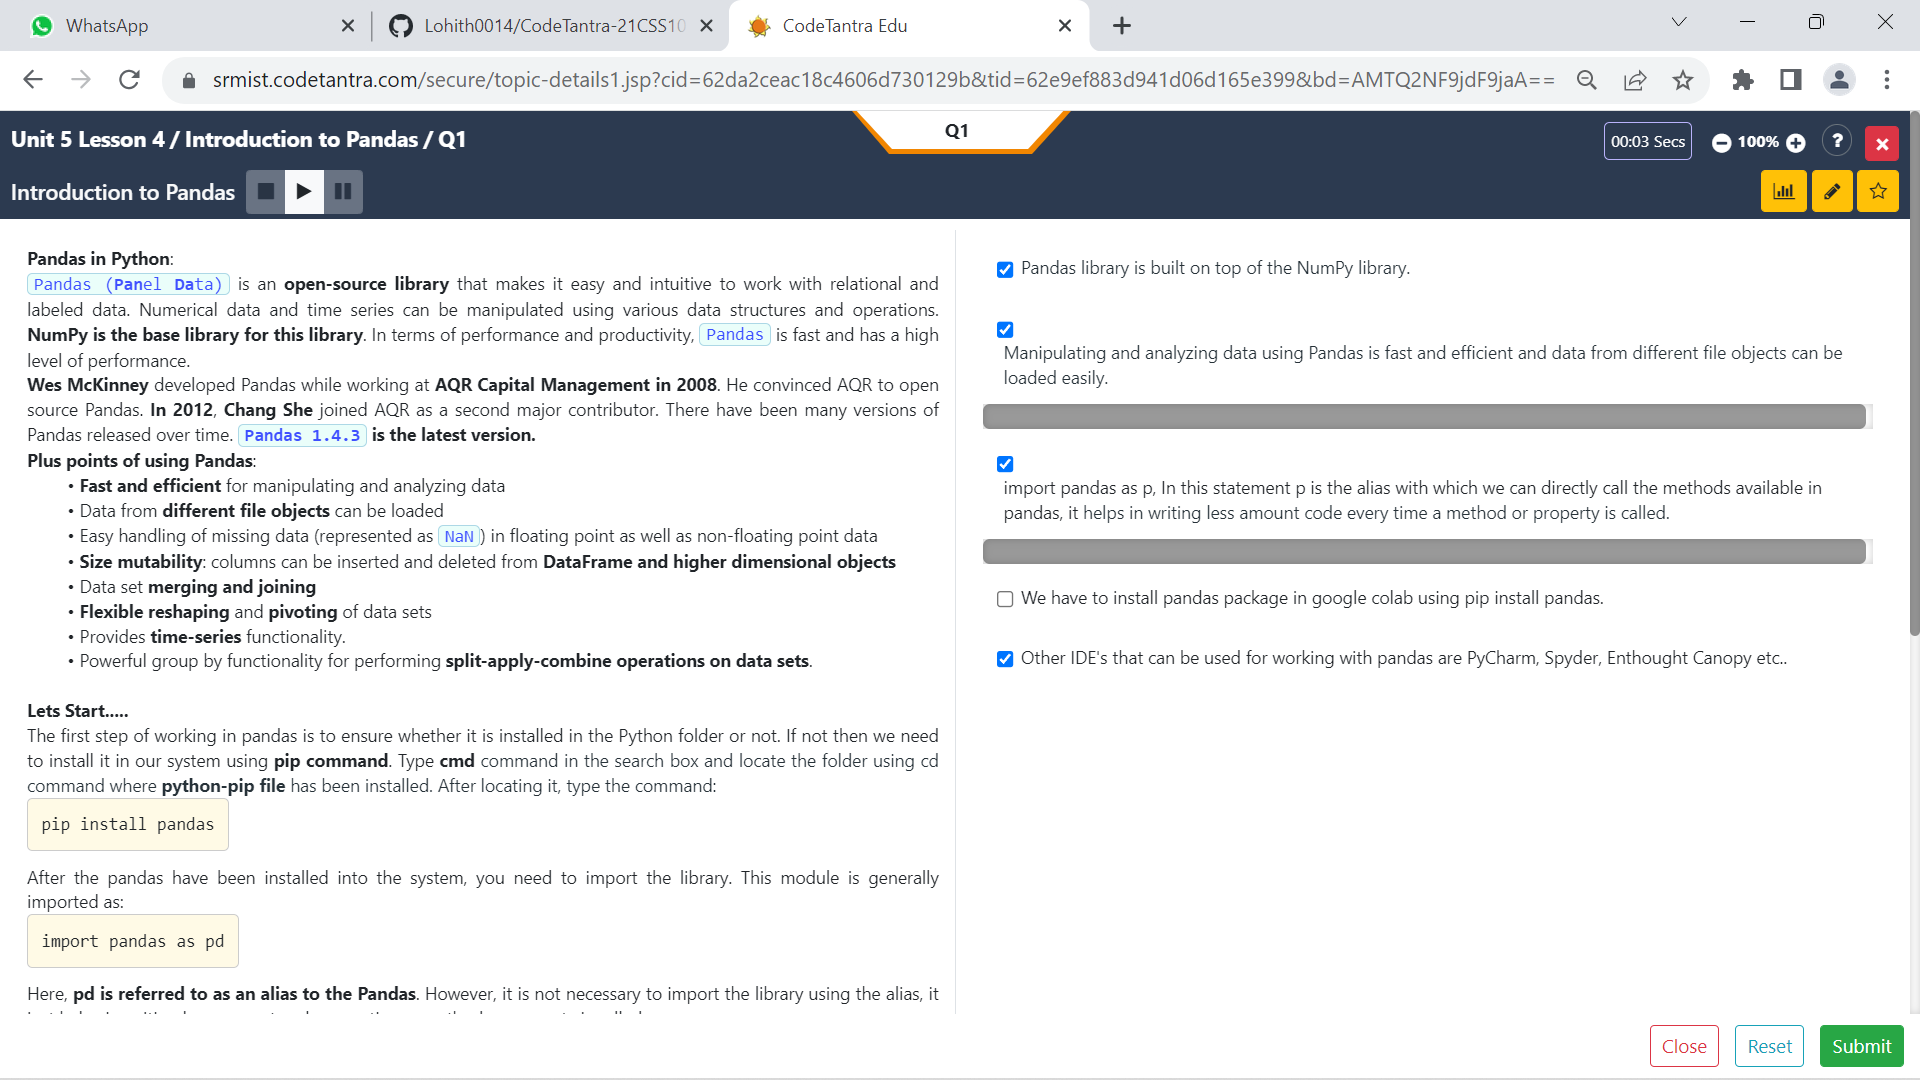 WhatsApp
Lohith0014/CodeTantra-21CSS10
CodeTantra Edu
srmist.codetantra.com/secure/topic-details1.jsp?cid=62da2ceac18c4606d730129b&tid=62e9ef883d941d06d165e399&bd=AMTQ2NF9jdF9jaA==
Unit 5 Lesson 4 / Introduction to Pandas / Q1
Q1
00:03 Secs
100%
?
Introduction to Pandas
Pandas in Python:
Pandas (Panel Data) is an open-source library that makes it easy and intuitive to work with relational and
labeled data. Numerical data and time series can be manipulated using various data structures and operations.
NumPy is the base library for this library. In terms of performance and productivity, Pandas is fast and has a high
level of performance.
Wes McKinney developed Pandas while working at AQR Capital Management in 2008. He convinced AQR to open
source Pandas. In 2012, Chang She joined AQR as a second major contributor. There have been many versions of
Pandas released over time. Pandas 1.4.3 is the latest version.
Plus points of using Pandas:
• Fast and efficient for manipulating and analyzing data
• Data from different file objects can be loaded
• Easy handling of missing data (represented as NaN) in floating point as well as non-floating point data
• Size mutability: columns can be inserted and deleted from DataFrame and higher dimensional objects
• Data set merging and joining
• Flexible reshaping and pivoting of data sets
• Provides time-series functionality.
• Powerful group by functionality for performing split-apply-combine operations on data sets.
Lets Start.....
The first step of working in pandas is to ensure whether it is installed in the Python folder or not. If not then we need
to install it in our system using pip command. Type cmd command in the search box and locate the folder using cd
command where python-pip file has been installed. After locating it, type the command:
pip install pandas
After the pandas have been installed into the system, you need to import the library. This module is generally
imported as:
import pandas as pd
Here, pd is referred to as an alias to the Pandas. However, it is not necessary to import the library using the alias, it
Pandas library is built on top of the NumPy library.
Manipulating and analyzing data using Pandas is fast and efficient and data from different file objects can be
loaded easily.
import pandas as p, In this statement p is the alias with which we can directly call the methods available in
pandas, it helps in writing less amount code every time a method or property is called.
We have to install pandas package in google colab using pip install pandas.
Other IDE's that can be used for working with pandas are PyCharm, Spyder, Enthought Canopy etc..
Close
Reset
Submit